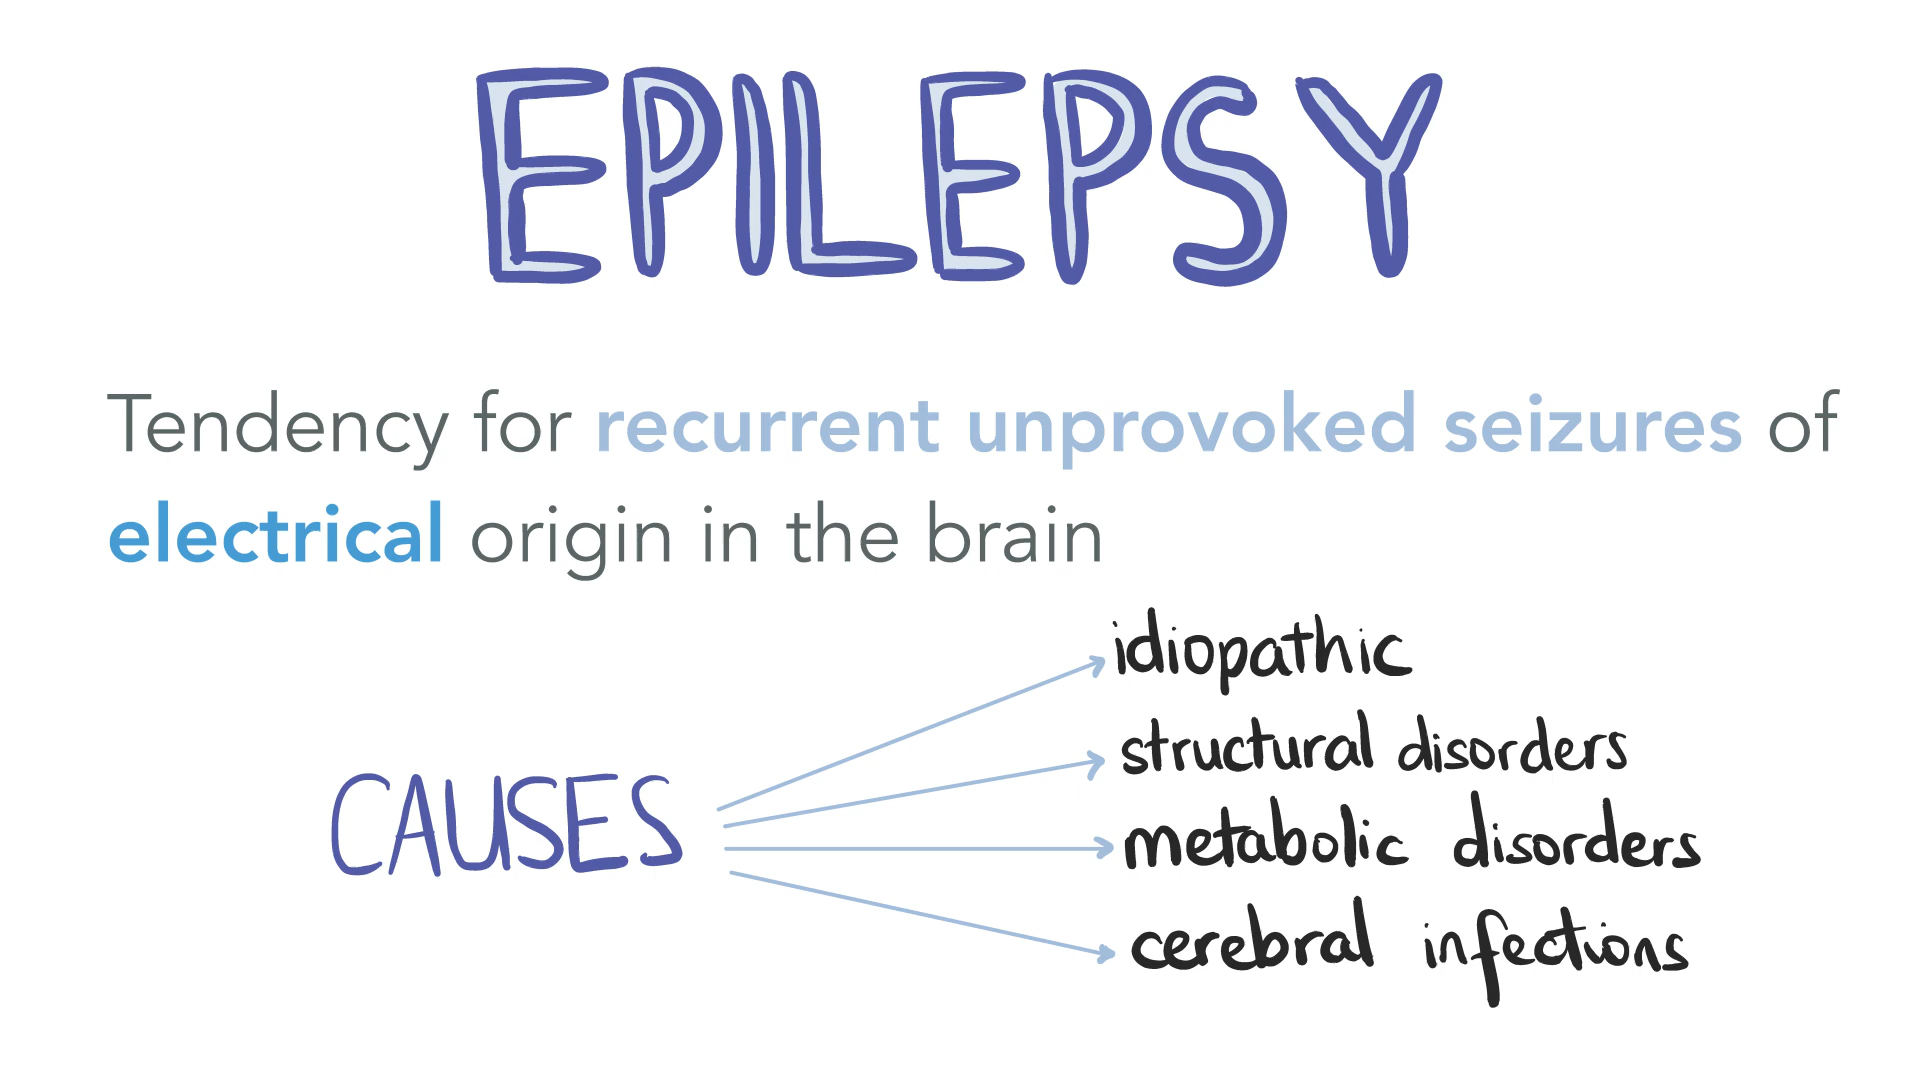 EPILEPSY
Tendency for recurrent unprovoked seizures of
electrical origin in the brain
idiopathic
structural disorders
CAUSES
metabolic disorders
cerebral infections